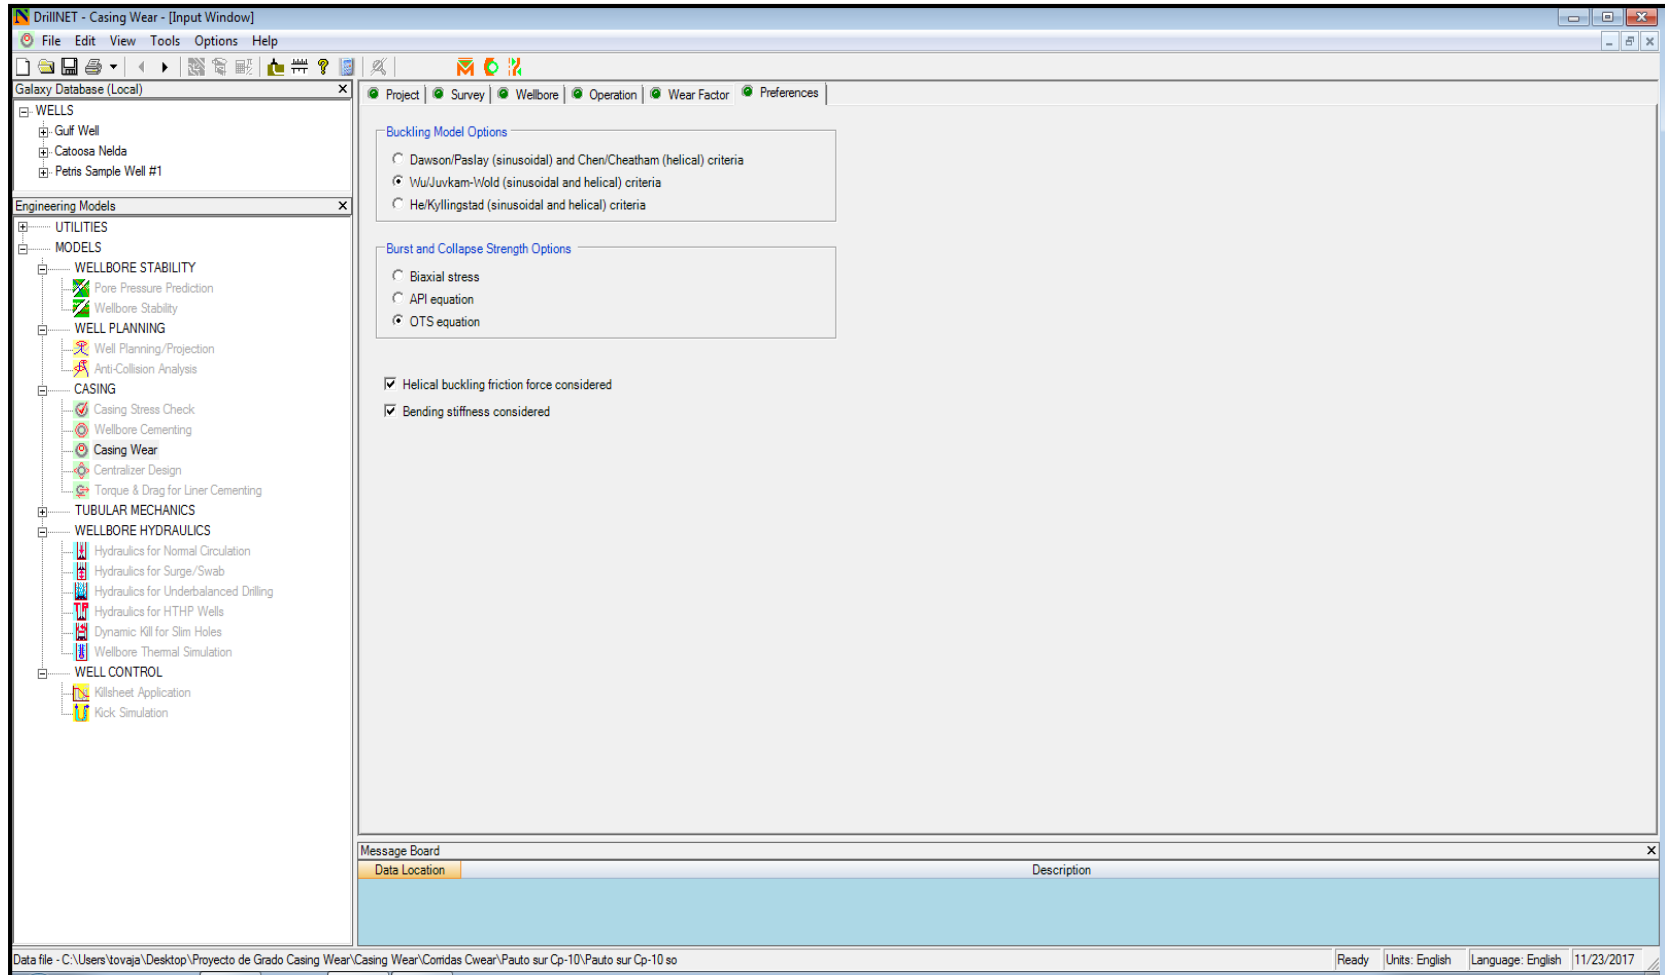 DrillNET - Casing Wear - [Input Window]
File Edit View Tools Options Help
Galaxy Database (Local)
WELLS
Gulf Well
Catoosa Nelda
Petris Sample Well #1
Engineering Models
UTILITIES
MODELS
WELLBORE STABILITY
Pore Pressure Prediction
Wellbore Stability
WELL PLANNING
Well Planning/Projection
Anti-Collision Analysis
CASING
Casing Stress Check
Wellbore Cementing
Casing Wear
Centralizer Design
Torque & Drag for Liner Cementing
TUBULAR MECHANICS
WELLBORE HYDRAULICS
Hydraulics for Normal Circulation
Hydraulics for Surge/Swab
Hydraulics for Underbalanced Drilling
Hydraulics for HTHP Wells
Dynamic Kill for Slim Holes
Wellbore Thermal Simulation
WELL CONTROL
Killsheet Application
Kick Simulation
Project Survey Wellbore Operation Wear Factor Preferences
Buckling Model Options
Dawson/Paslay (sinusoidal) and Chen/Cheatham (helical) criteria
Wu/Juvkam-Wold (sinusoidal and helical) criteria
He/Kyllingstad (sinusoidal and helical) criteria
Burst and Collapse Strength Options
Biaxial stress
API equation
OTS equation
Helical buckling friction force considered
Bending stiffness considered
Message Board
Data Location Description
Data file - C:\Users\tovaja\Desktop\Proyecto de Grado Casing Wear\Casing Wear\Corridas Cwear\Pauto sur Cp-10\Pauto sur Cp-10 so
Ready Units: English Language: English 11/23/2017